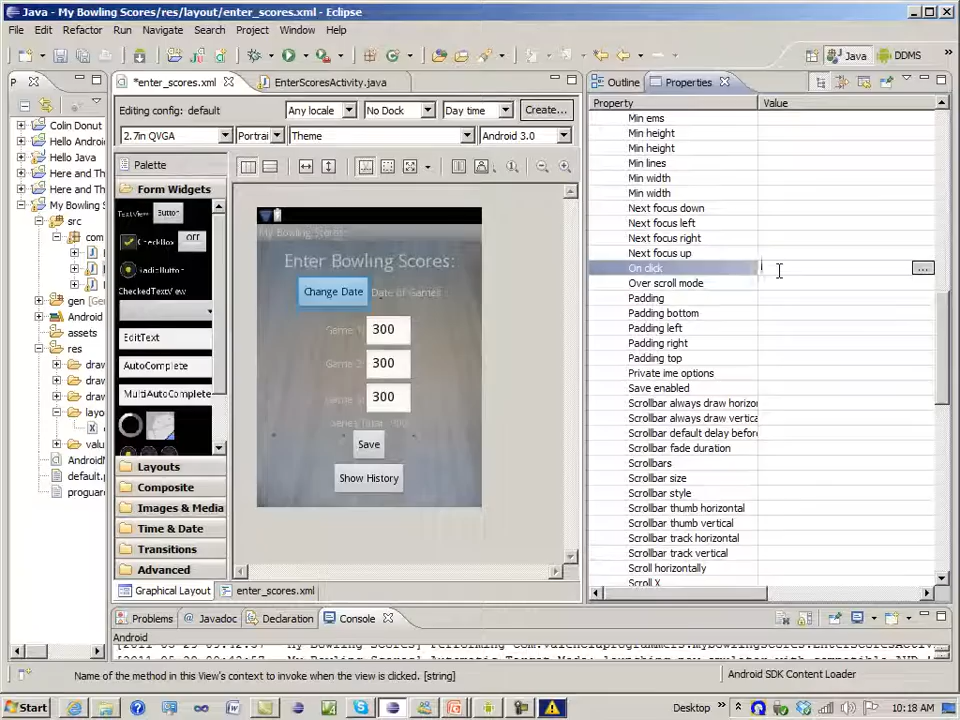 Java - My Bowling Scores/res/layout/enter_scores.xml - Eclipse
File Edit Refactor Run Navigate Search Project Window Help
Java DDMS
P
*enter_scores.xml EnterScoresActivity.java
Outline Properties
Editing config: default Any locale No Dock Day time Create...
2.7in QVGA Portrai Theme Android 3.0
Property Value
Colin Donut
Hello Android
Hello Java
Here and Th
Here and Th
My Bowling S
src
com
gen [Gen
Android
assets
res
draw
draw
draw
layo
x
valu
AndroidM
default.p
proguar
Palette
Form Widgets
TextView Button
CheckBox OFF
RadioButton
CheckedTextView
EditText
AutoComplete
MultiAutoComplete
Layouts
Composite
Images & Media
Time & Date
Transitions
Advanced
My Bowling Scores
Enter Bowling Scores:
Change Date Date of Games
Game 1: 300
Game 2: 300
300
Series Total: 900
Save
Show History
Graphical Layout enter_scores.xml
Min ems
Min height
Min height
Min lines
Min width
Min width
Next focus down
Next focus left
Next focus right
Next focus up
On click ...
Over scroll mode
Padding
Padding bottom
Padding left
Padding right
Padding top
Private ime options
Save enabled
Scrollbar always draw horizon
Scrollbar always draw vertica
Scrollbar default delay before
Scrollbar fade duration
Scrollbars
Scrollbar size
Scrollbar style
Scrollbar thumb horizontal
Scrollbar thumb vertical
Scrollbar track horizontal
Scrollbar track vertical
Scroll horizontally
Scroll X
Problems Javadoc Declaration Console
Android
Name of the method in this View's context to invoke when the view is clicked. [string]
Android SDK Content Loader
Start Desktop 10:18 AM